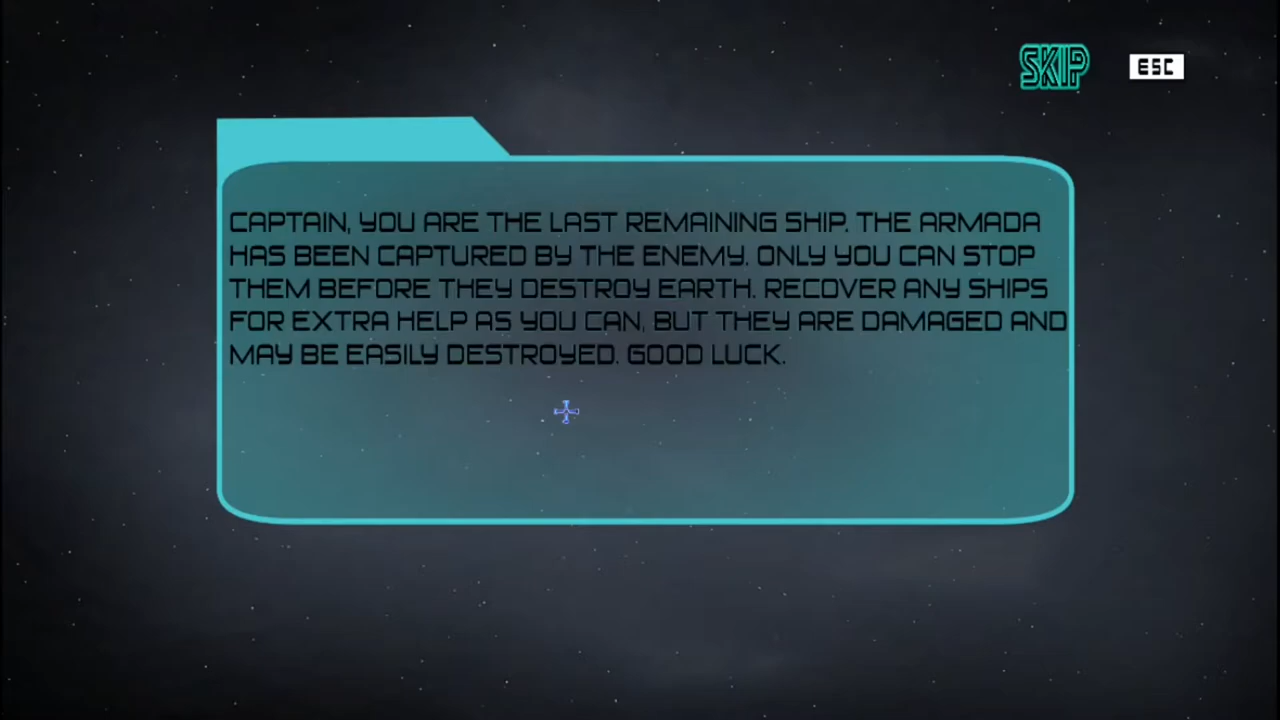 SKIP ESC
CAPTAIN, YOU ARE THE LAST REMAINING SHIP. THE ARMADA
HAS BEEN CAPTURED BY THE ENEMY. ONLY YOU CAN STOP
THEM BEFORE THEY DESTROY EARTH. RECOVER ANY SHIPS
FOR EXTRA HELP AS YOU CAN, BUT THEY ARE DAMAGED AND
MAY BE EASILY DESTROYED. GOOD LUCK.